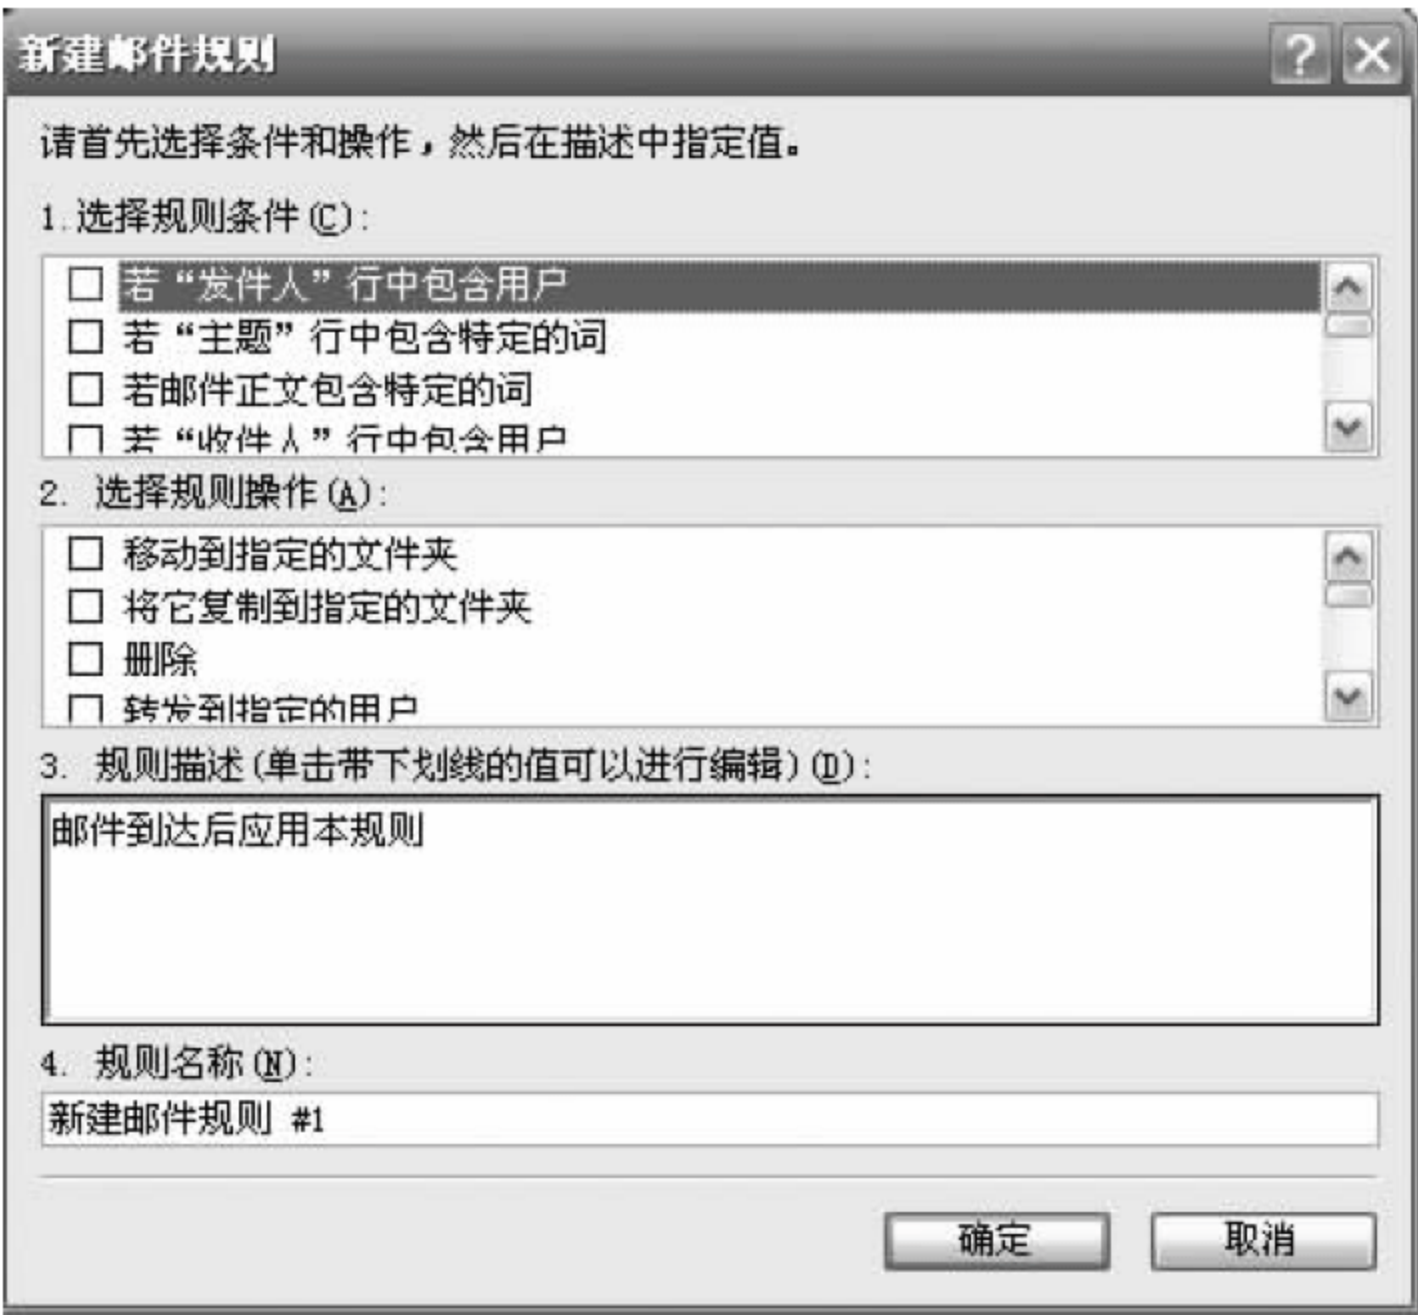 新建邮件规则
请首先选择条件和操作，然后在描述中指定值。
1.选择规则条件(C):
若“发件人”行中包含用户
若“主题”行中包含特定的词
若邮件正文包含特定的词
若“收件人”行中包含用户
2. 选择规则操作(A):
移动到指定的文件夹
将它复制到指定的文件夹
删除
转发到指定的用户
3. 规则描述(单击带下划线的值可以进行编辑)(D):
邮件到达后应用本规则
4. 规则名称(N):
新建邮件规则 #1
确定 取消